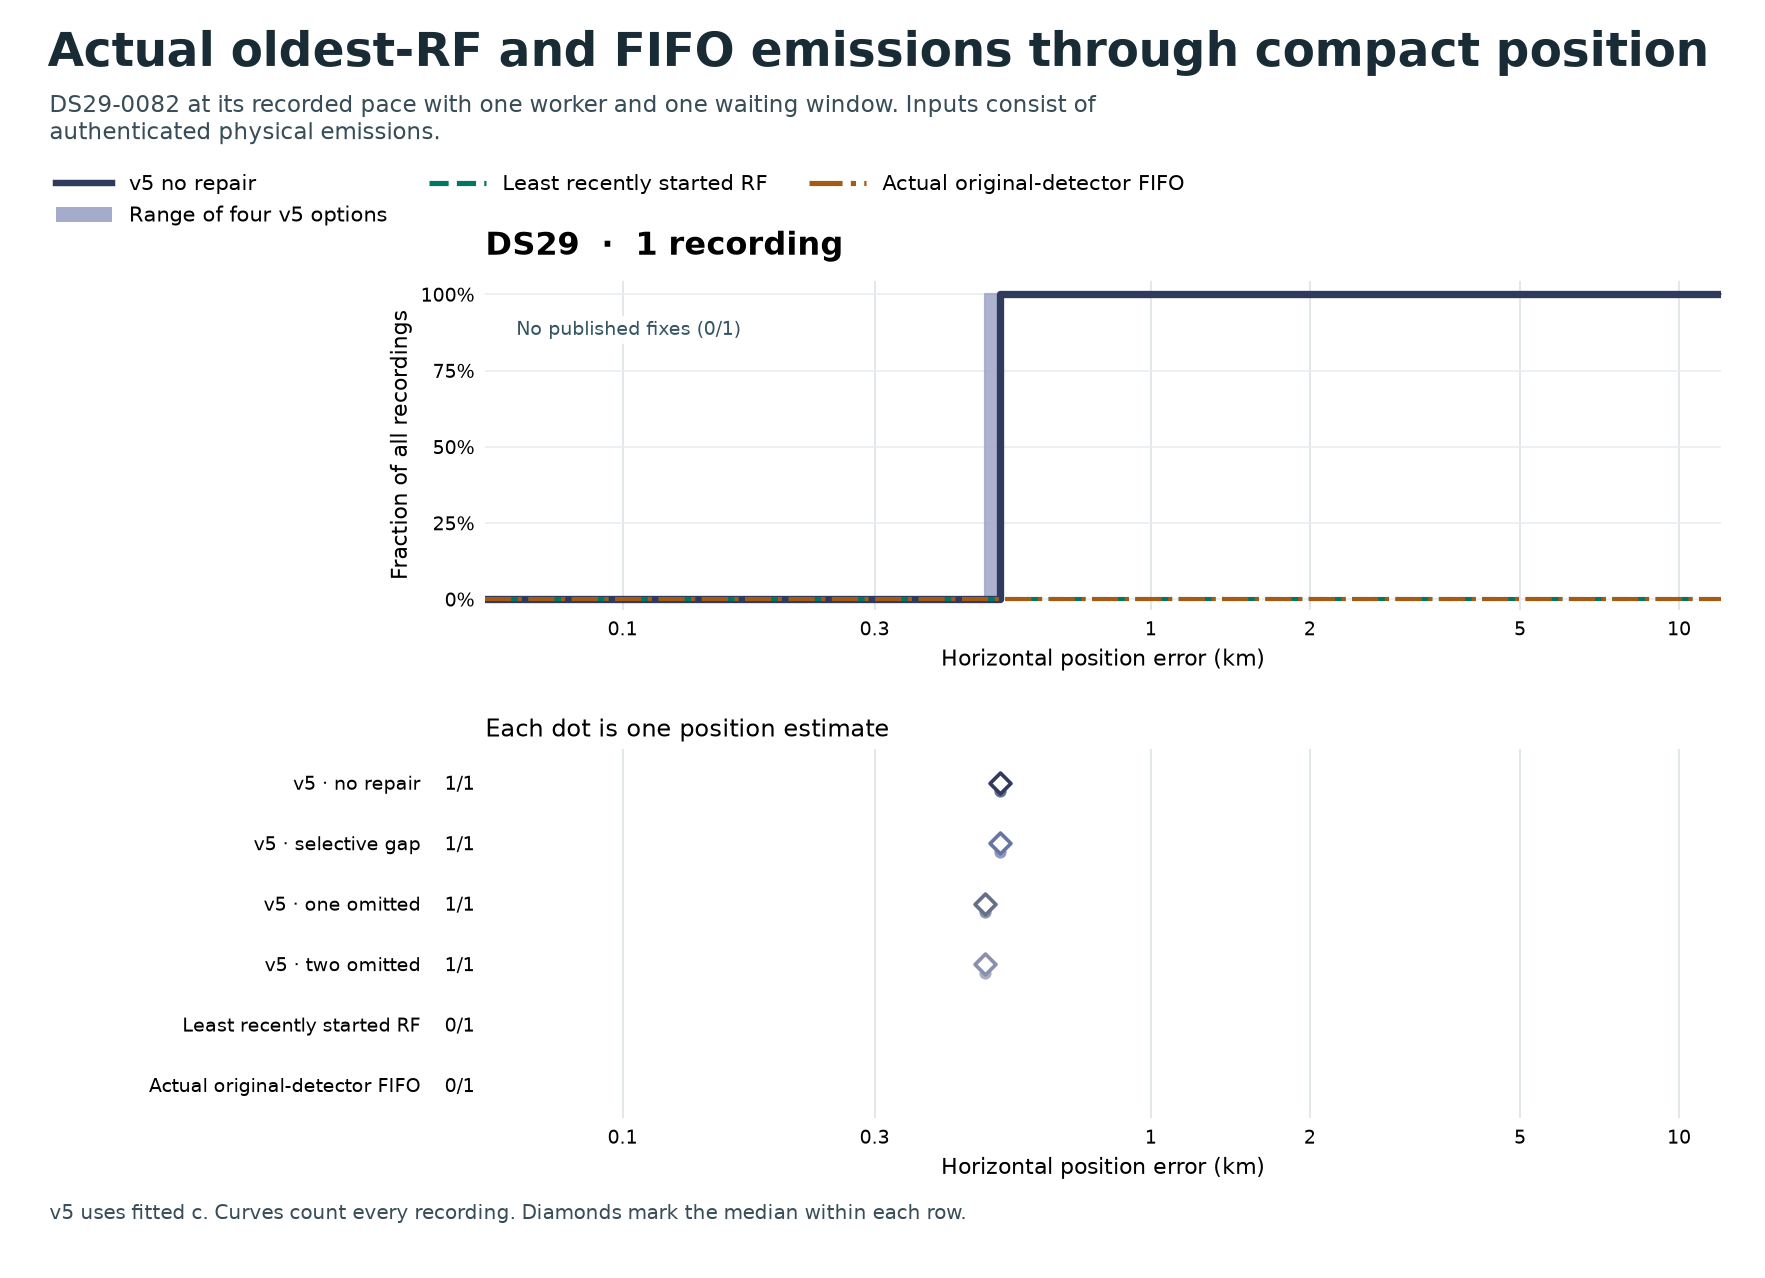 Actual oldest-RF and FIFO emissions through compact position
DS29-0082 at its recorded pace with one worker and one waiting window. Inputs consist of
authenticated physical emissions.
v5 no repair
Least recently started RF
Actual original-detector FIFO
Range of four v5 options
DS29 · 1 recording
Fraction of all recordings
100%
75%
50%
25%
0%
No published fixes (0/1)
0.1 0.3 1 2 5 10
Horizontal position error (km)
Each dot is one position estimate
v5 · no repair 1/1
v5 · selective gap 1/1
v5 · one omitted 1/1
v5 · two omitted 1/1
Least recently started RF 0/1
Actual original-detector FIFO 0/1
0.1 0.3 1 2 5 10
Horizontal position error (km)
v5 uses fitted c. Curves count every recording. Diamonds mark the median within each row.